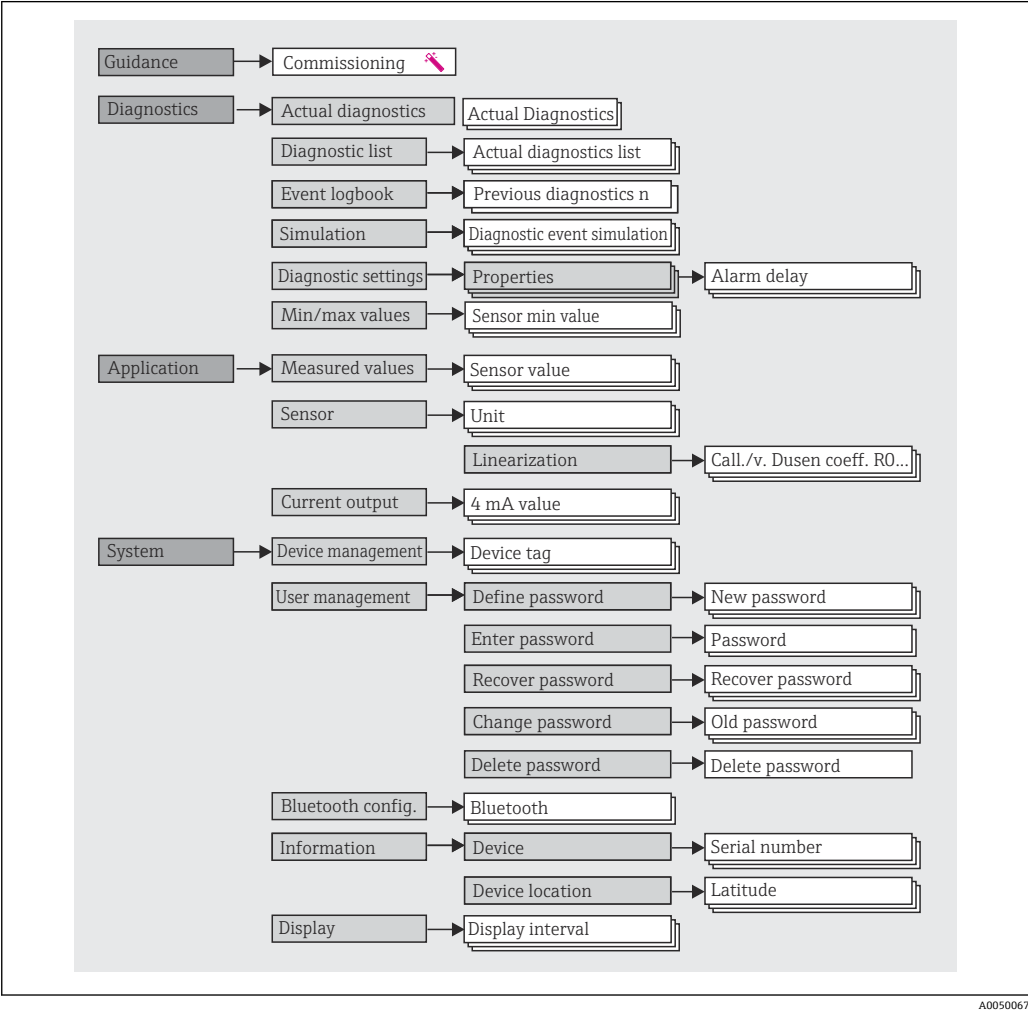 Guidance
Commissioning
Diagnostics
Actual diagnostics
Actual Diagnostics
Diagnostic list
Actual diagnostics list
Event logbook
Previous diagnostics n
Simulation
Diagnostic event simulation
Diagnostic settings
Properties
Alarm delay
Min/max values
Sensor min value
Application
Measured values
Sensor value
Sensor
Unit
Linearization
Call./v. Dusen coeff. R0...
Current output
4 mA value
System
Device management
Device tag
User management
Define password
New password
Enter password
Password
Recover password
Recover password
Change password
Old password
Delete password
Delete password
Bluetooth config.
Bluetooth
Information
Device
Serial number
Device location
Latitude
Display
Display interval
A0050067